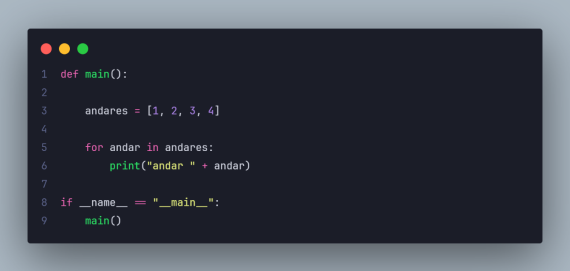 1 def main():
2
3     andares = [1, 2, 3, 4]
4
5     for andar in andares:
6         print("andar " + andar)
7
8 if __name__ == "__main__":
9     main()